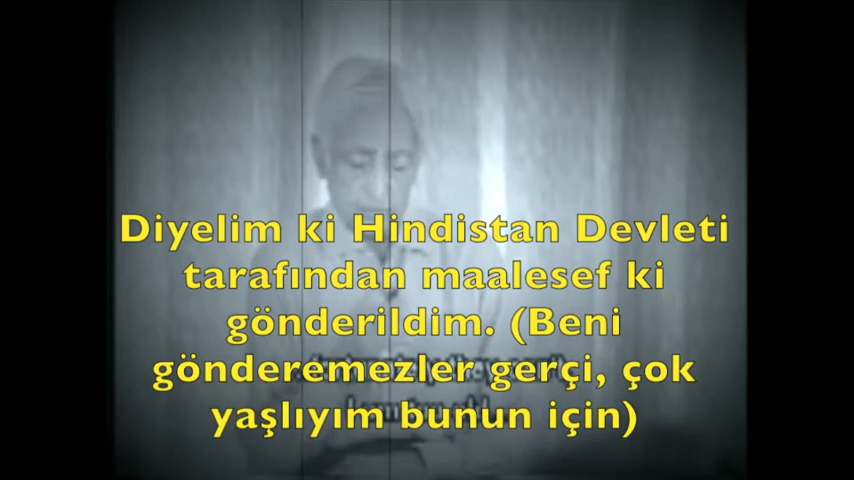 Diyelim ki Hindistan Devleti
tarafından maalesef ki
gönderildim. (Beni
gönderemezler gerçi, çok
yaşlıyım bunun için)